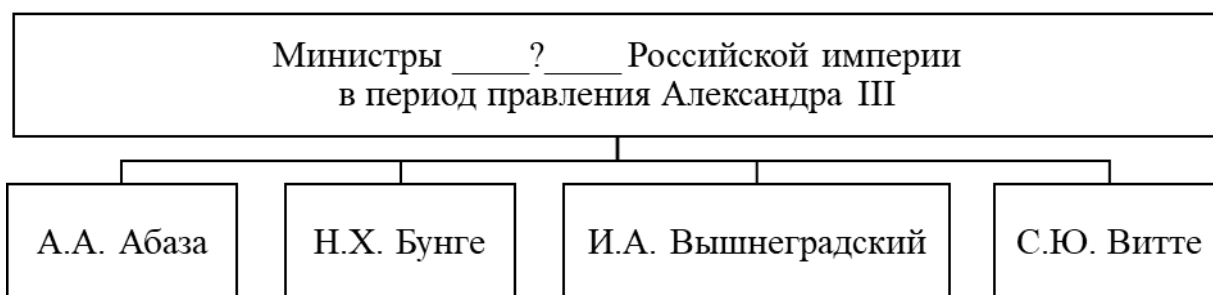 Министры ____?____ Российской империи
в период правления Александра III
А.А. Абаза
Н.Х. Бунге
И.А. Вышнеградский
С.Ю. Витте